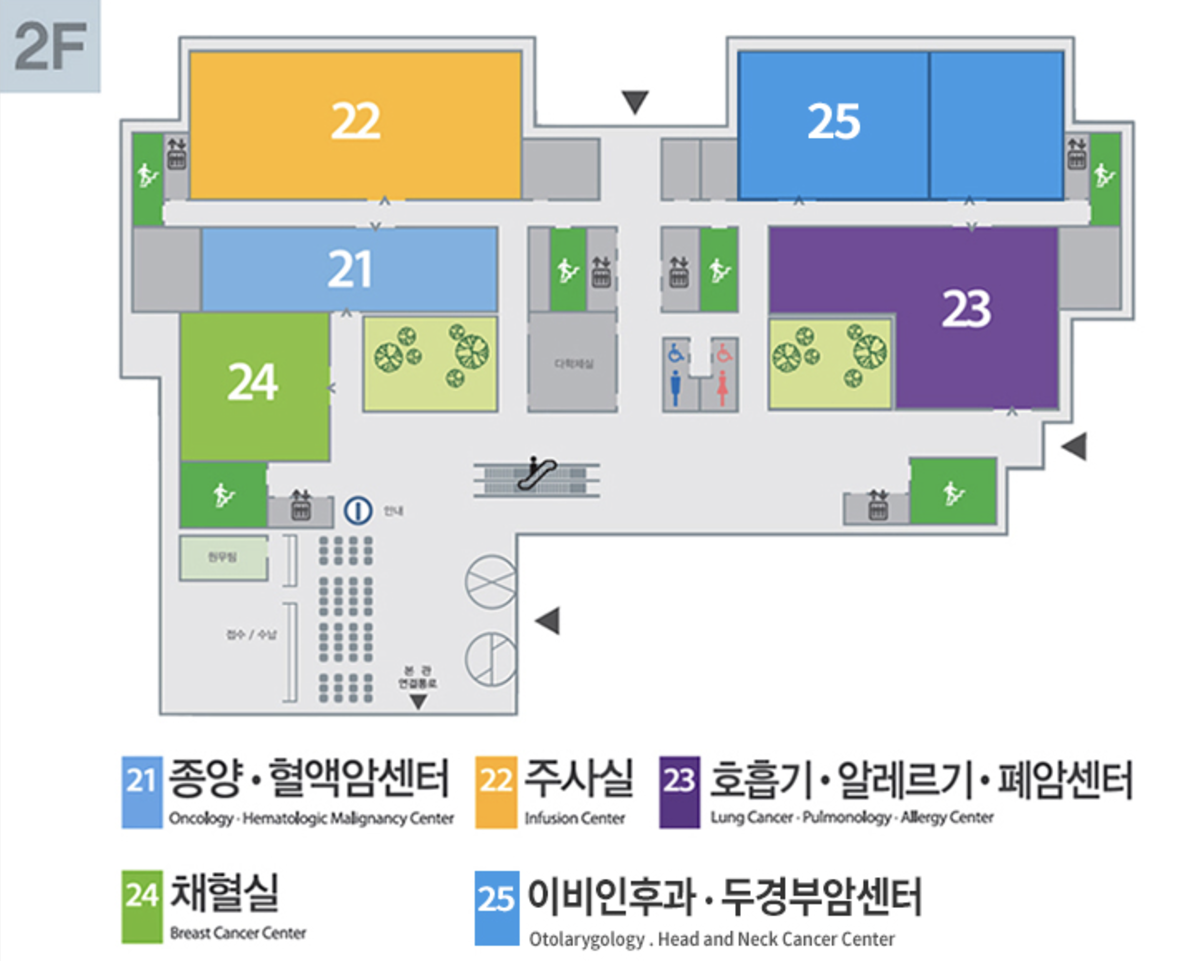 2F
22
25
21
23
24
다학제실
안내
원무팀
접수 / 수납
본 관
연결통로
21 종양·혈액암센터
Oncology · Hematologic Malignancy Center
22 주사실
Infusion Center
23 호흡기·알레르기·폐암센터
Lung Cancer · Pulmonology · Allergy Center
24 채혈실
Breast Cancer Center
25 이비인후과·두경부암센터
Otolarygology . Head and Neck Cancer Center